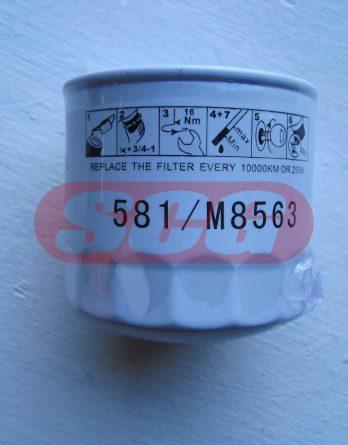 1 2 3 16 Nm 4+7 5 6
+3/4-1 max
REPLACE THE FILTER EVERY 10000KM OR 250H.
581/M8563
SCG